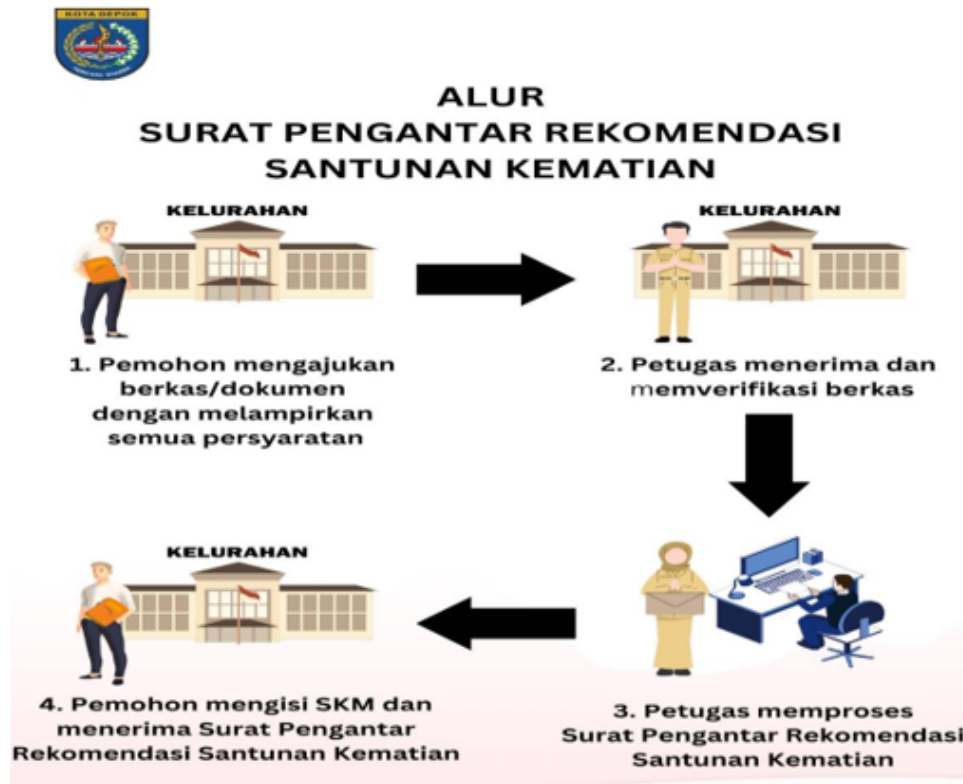 KOTA DEPOK
ALUR
SURAT PENGANTAR REKOMENDASI
SANTUNAN KEMATIAN
KELURAHAN
1. Pemohon mengajukan
berkas/dokumen
dengan melampirkan
semua persyaratan
KELURAHAN
2. Petugas menerima dan
memverifikasi berkas
3. Petugas memproses
Surat Pengantar Rekomendasi
Santunan Kematian
KELURAHAN
4. Pemohon mengisi SKM dan
menerima Surat Pengantar
Rekomendasi Santunan Kematian